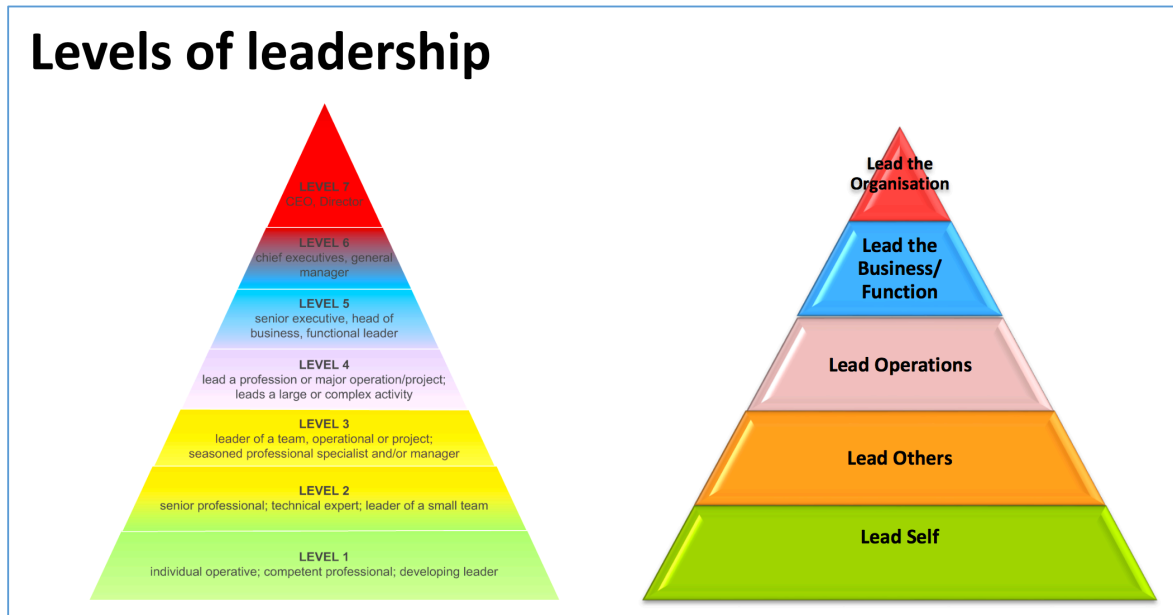 Levels of leadership
LEVEL 7
CEO, Director
LEVEL 6
chief executives, general
manager
LEVEL 5
senior executive, head of
business, functional leader
LEVEL 4
lead a profession or major operation/project;
leads a large or complex activity
LEVEL 3
leader of a team, operational or project;
seasoned professional specialist and/or manager
LEVEL 2
senior professional; technical expert; leader of a small team
LEVEL 1
individual operative; competent professional; developing leader
Lead the
Organisation
Lead the
Business/
Function
Lead Operations
Lead Others
Lead Self